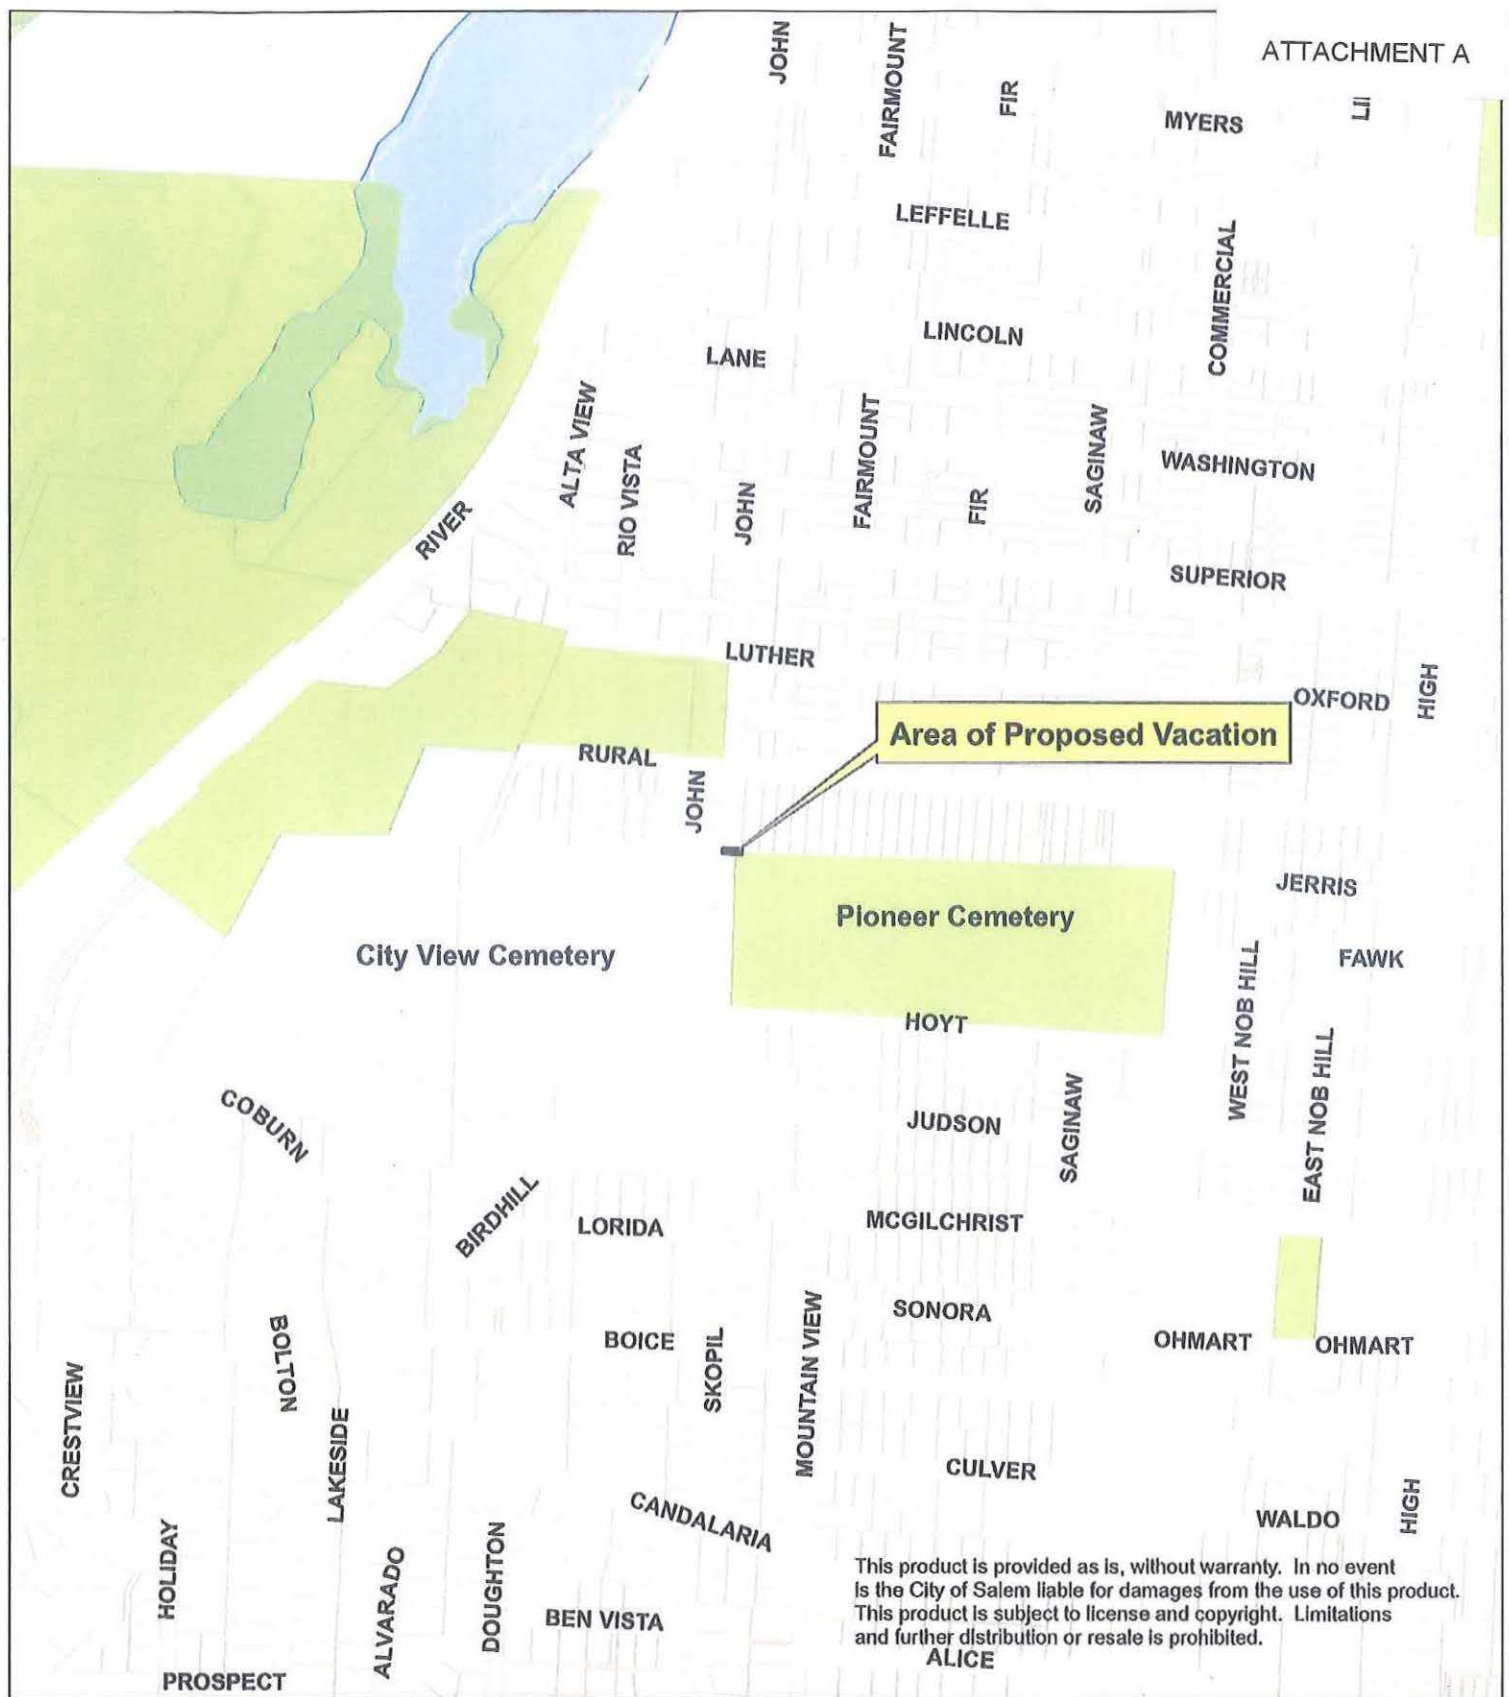 ATTACHMENT A
JOHN
FAIRMOUNT
FIR
MYERS
LEFFELLE
COMMERCIAL
LINCOLN
LANE
ALTA VIEW
RIO VISTA
JOHN
FAIRMOUNT
FIR
SAGINAW
WASHINGTON
RIVER
SUPERIOR
LUTHER
OXFORD
HIGH
Area of Proposed Vacation
RURAL
JOHN
JERRIS
Pioneer Cemetery
City View Cemetery
FAWK
WEST NOB HILL
HOYT
EAST NOB HILL
COBURN
JUDSON
SAGINAW
BIRDHILL
LORIDA
MCGILCHRIST
SONORA
BOLTON
BOICE
SKOPIL
MOUNTAIN VIEW
OHMART
OHMART
CRESTVIEW
LAKESIDE
CULVER
CANDALARIA
WALDO
HIGH
HOLIDAY
ALVARADO
DOUGHTON
BEN VISTA
This product is provided as is, without warranty. In no event
is the City of Salem liable for damages from the use of this product.
This product is subject to license and copyright. Limitations
and further distribution or resale is prohibited.
ALICE
PROSPECT